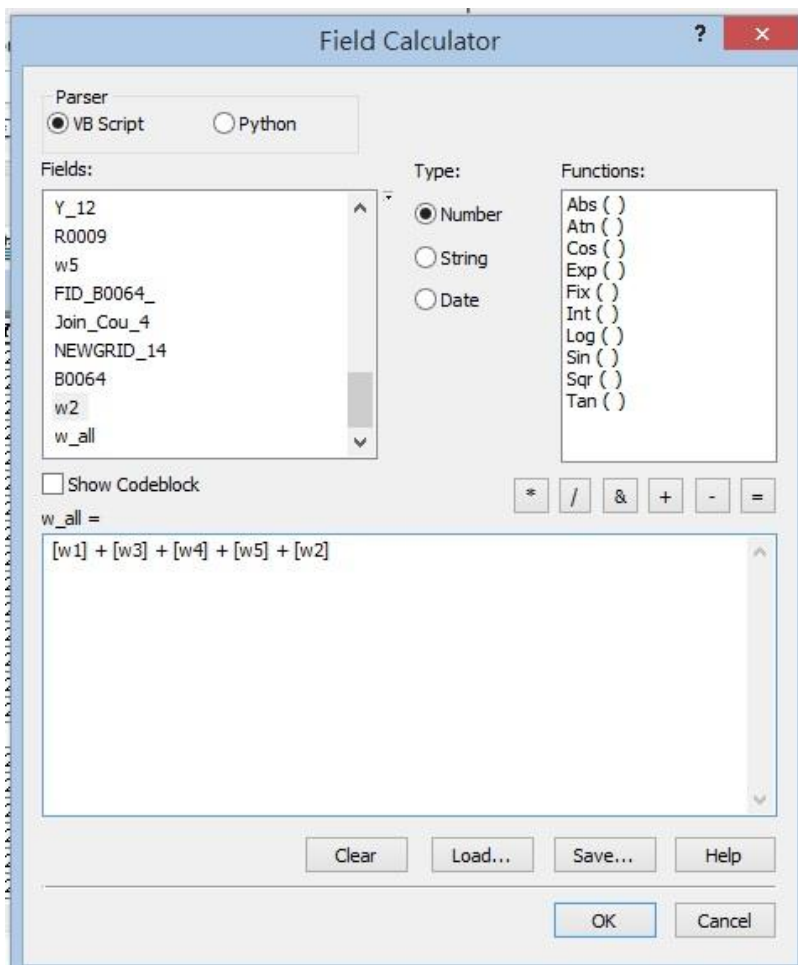 Field Calculator
?
Parser
VB Script Python
Fields:
Type:
Functions:
Y_12
R0009
w5
FID_B0064_
Join_Cou_4
NEWGRID_14
B0064
w2
w_all
Number
String
Date
Abs ( )
Atn ( )
Cos ( )
Exp ( )
Fix ( )
Int ( )
Log ( )
Sin ( )
Sqr ( )
Tan ( )
Show Codeblock
* / & + - =
w_all =
[w1] + [w3] + [w4] + [w5] + [w2]
Clear Load... Save... Help
OK Cancel